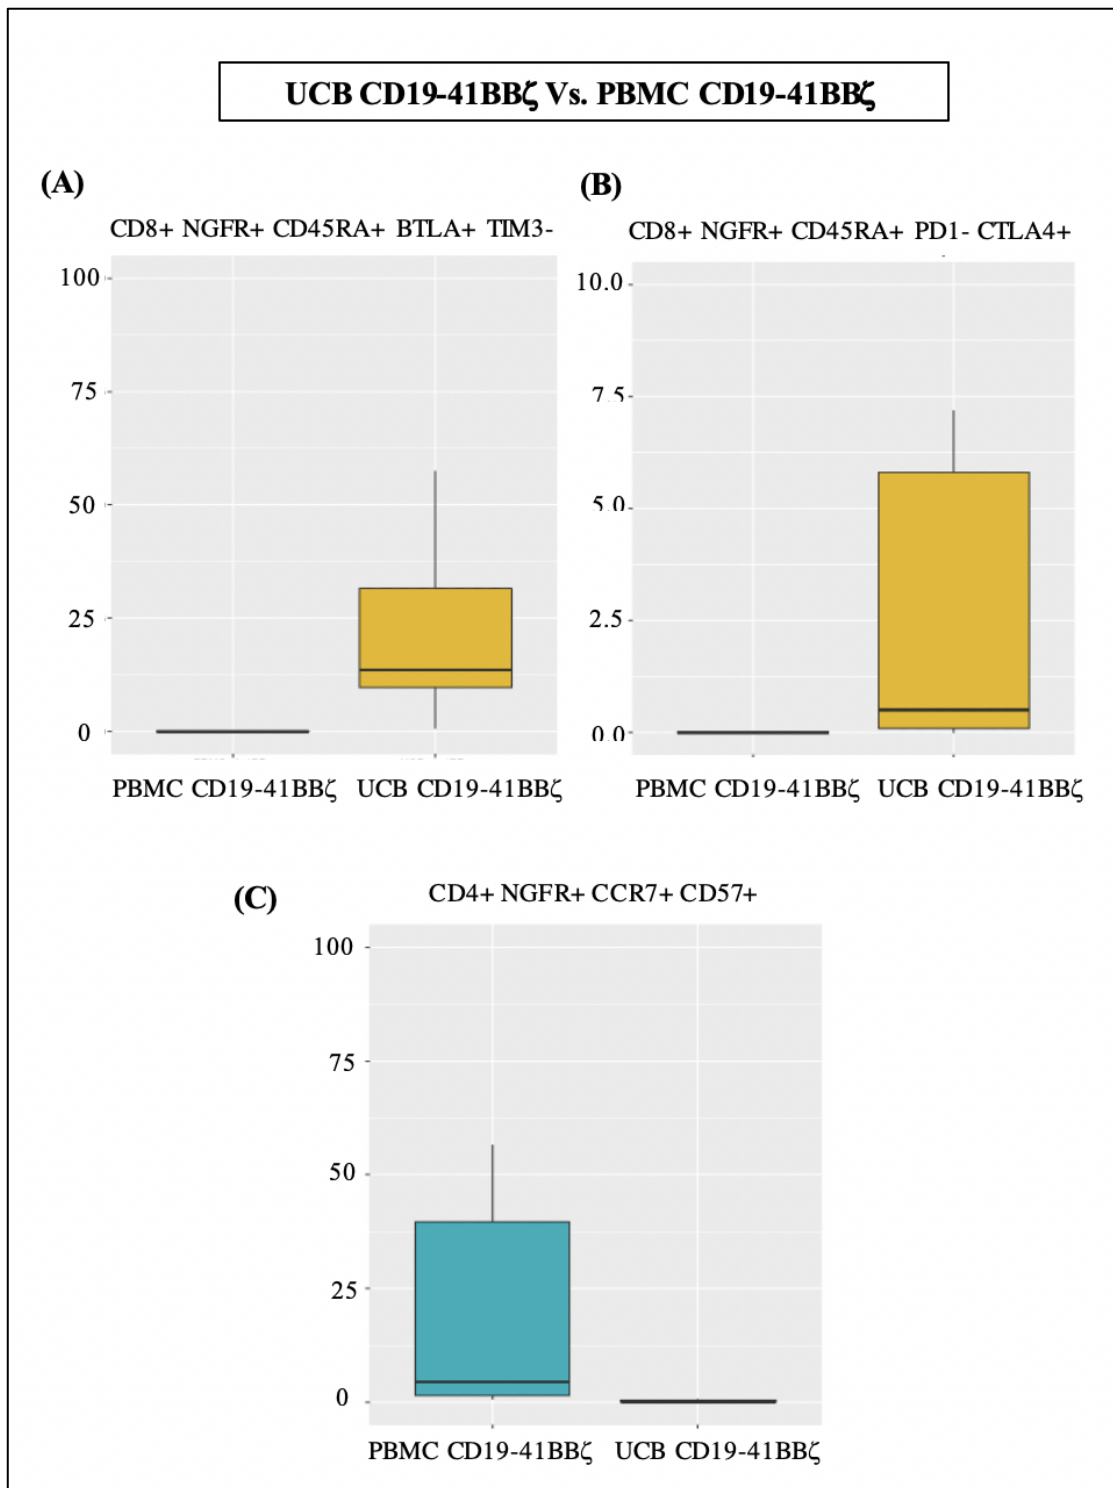 UCB CD19-41BBζ Vs. PBMC CD19-41BBζ
(A)
CD8+ NGFR+ CD45RA+ BTLA+ TIM3-
100
75
50
25
0
PBMC CD19-41BBζ UCB CD19-41BBζ
(B)
CD8+ NGFR+ CD45RA+ PD1- CTLA4+
10.0
7.5
5.0
2.5
0.0
PBMC CD19-41BBζ UCB CD19-41BBζ
(C)
CD4+ NGFR+ CCR7+ CD57+
100
75
50
25
0
PBMC CD19-41BBζ UCB CD19-41BBζ